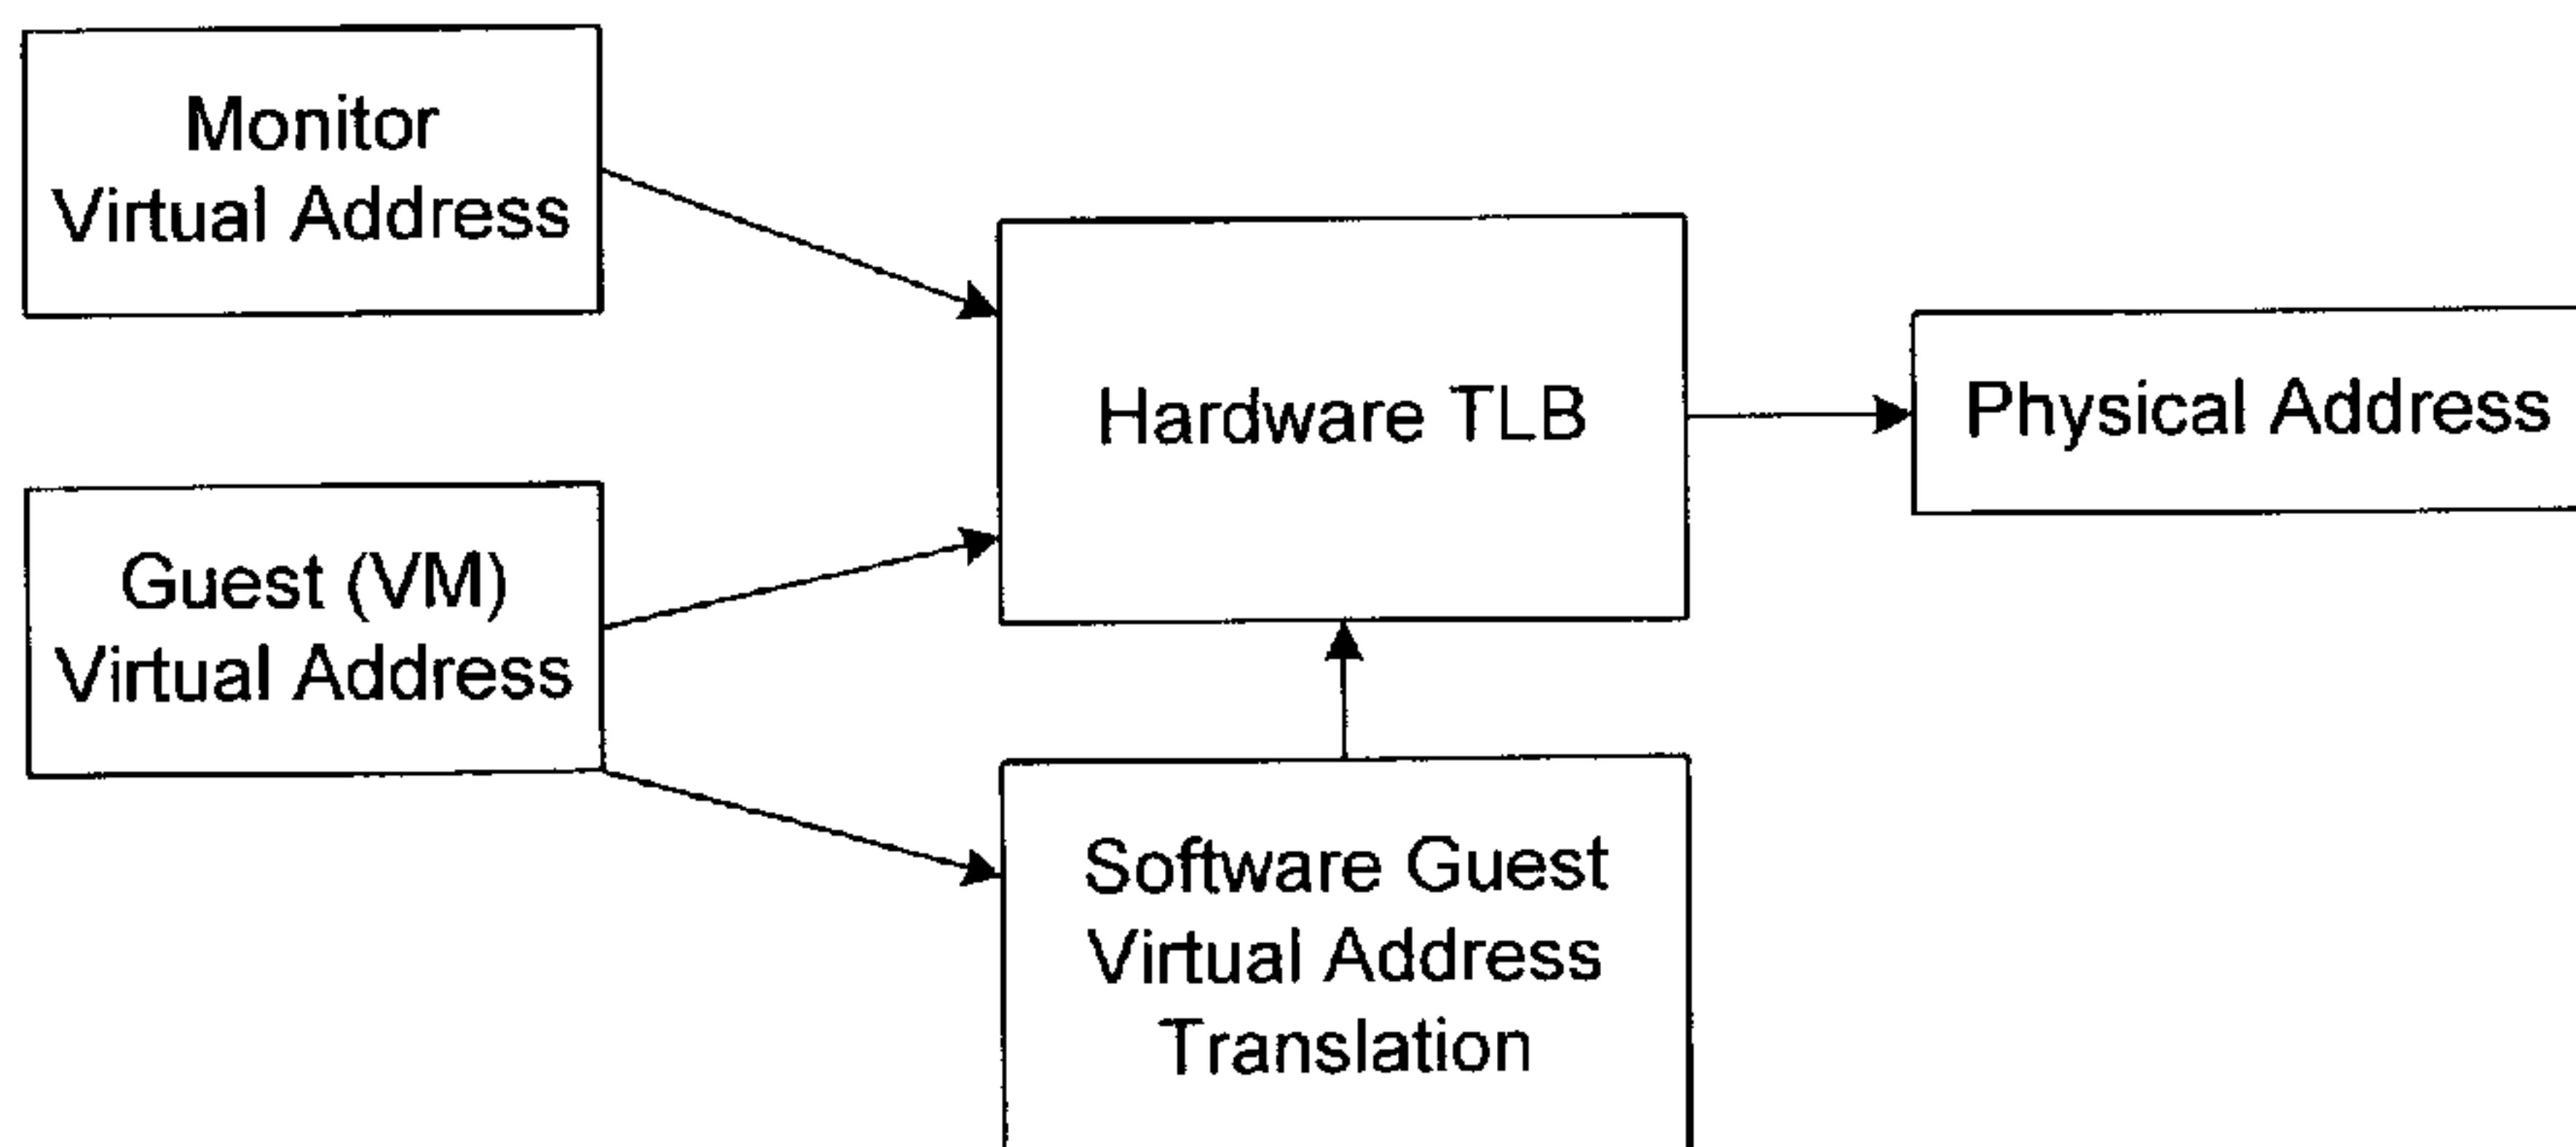 Monitor
Virtual Address
Hardware TLB
Physical Address
Guest (VM)
Virtual Address
Software Guest
Virtual Address
Translation